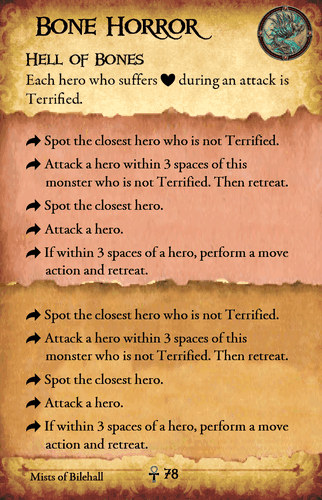 Bone Horror
Hell of Bones
Each hero who suffers ♥ during an attack is
Terrified.
Spot the closest hero who is not Terrified.
Attack a hero within 3 spaces of this
monster who is not Terrified. Then retreat.
Spot the closest hero.
Attack a hero.
If within 3 spaces of a hero, perform a move
action and retreat.
Spot the closest hero who is not Terrified.
Attack a hero within 3 spaces of this
monster who is not Terrified. Then retreat.
Spot the closest hero.
Attack a hero.
If within 3 spaces of a hero, perform a move
action and retreat.
Mists of Bilehall
78